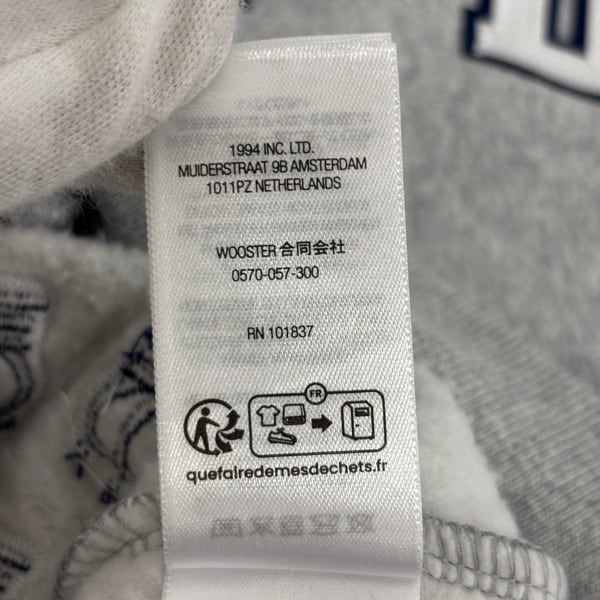 1994 INC. LTD.
MUIDERSTRAAT 9B AMSTERDAM
1011PZ NETHERLANDS
WOOSTER 合同会社
0570-057-300
RN 101837
FR
quefairedemesdechets.fr